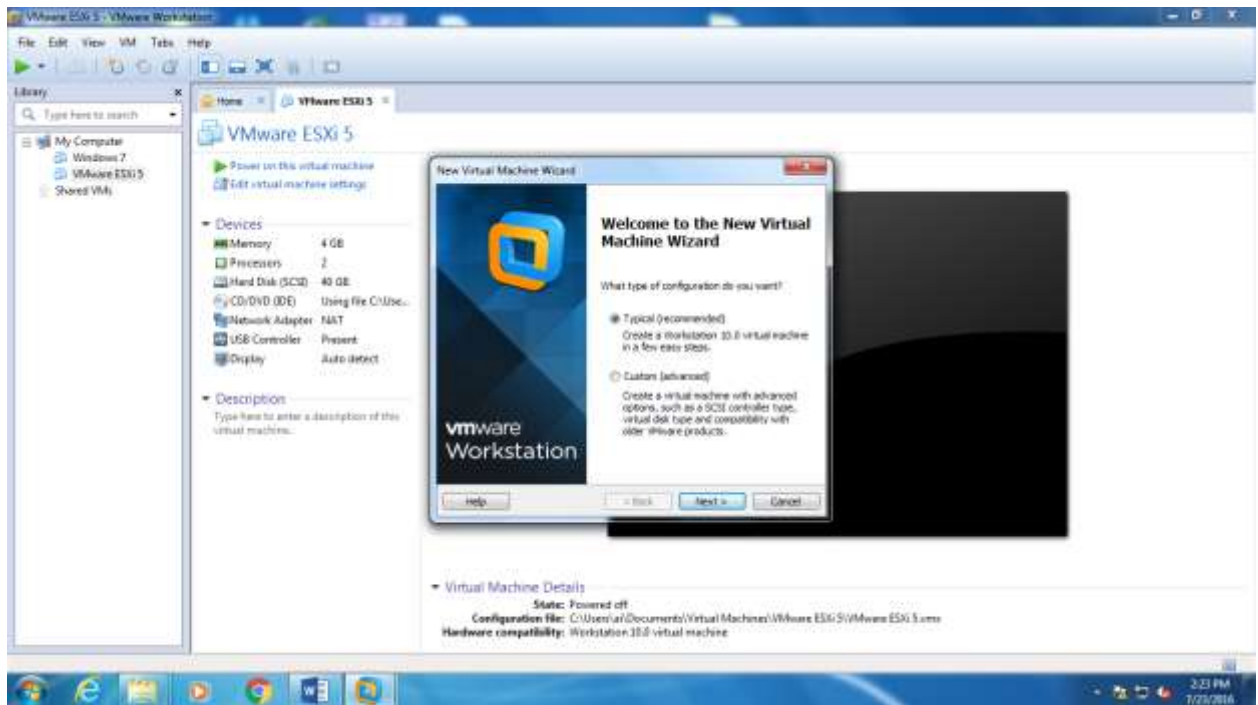 VMware ESXi 5 - VMware Workstation
File Edit View VM Tabs Help
Library
Type here to search
My Computer
Windows 7
VMware ESXi 5
Shared VMs
Home
VMware ESXi 5
VMware ESXi 5
Power on this virtual machine
Edit virtual machine settings
Devices
Memory 4 GB
Processors 2
Hard Disk (SCSI) 40 GB
CD/DVD (IDE) Using file C:\Use...
Network Adapter NAT
USB Controller Present
Display Auto detect
Description
Type here to enter a description of this
virtual machine.
New Virtual Machine Wizard
vmware
Workstation
Welcome to the New Virtual
Machine Wizard
What type of configuration do you want?
Typical (recommended)
Create a Workstation 10.0 virtual machine
in a few easy steps.
Custom (advanced)
Create a virtual machine with advanced
options, such as a SCSI controller type,
virtual disk type and compatibility with
older VMware products.
Help
< Back
Next >
Cancel
Virtual Machine Details
State: Powered off
Configuration file: C:\Users\ai\Documents\Virtual Machines\VMware ESXi 5\VMware ESXi 5.vmx
Hardware compatibility: Workstation 10.0 virtual machine
2:23 PM
7/23/2016